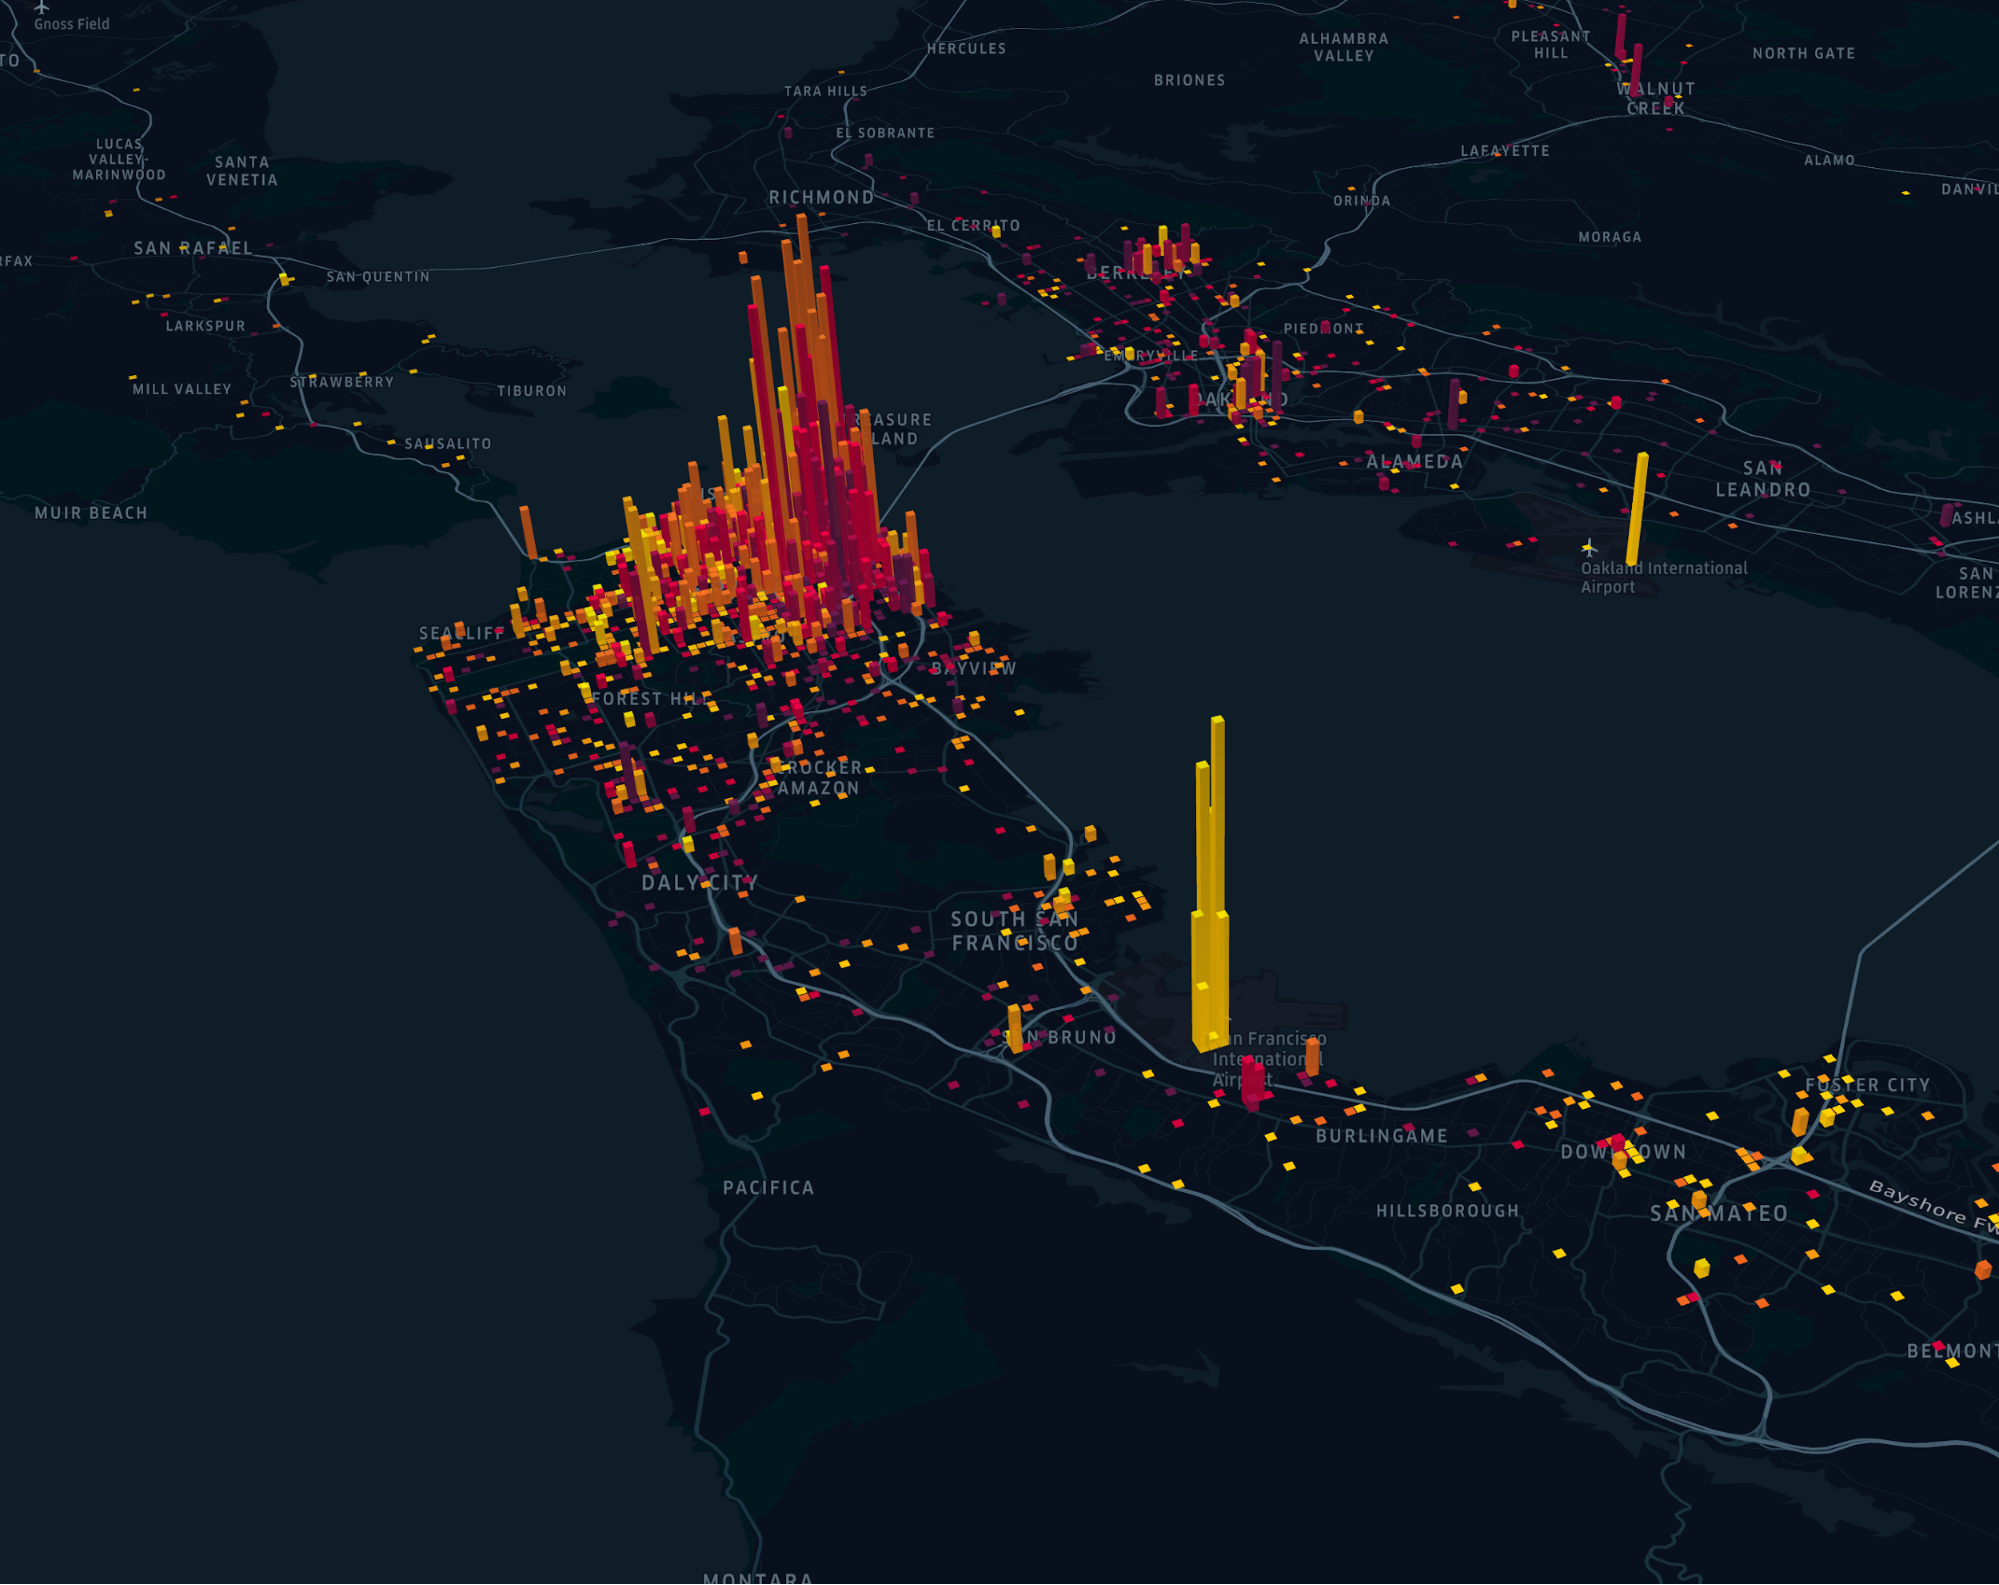 Gnoss Field
HERCULES
ALHAMBRA
VALLEY
PLEASANT
HILL
NORTH GATE
BRIONES
TARA HILLS
WALNUT
CREEK
EL SOBRANTE
LUCAS
VALLEY-
MARINWOOD
SANTA
VENETIA
LAFAYETTE
ALAMO
DANVIL
RICHMOND
ORINDA
EL CERRITO
MORAGA
SAN RAFAEL
RFAX
SAN QUENTIN
BERKELEY
LARKSPUR
PIEDMONT
EMERYVILLE
MILL VALLEY
STRAWBERRY
TIBURON
OAKLAND
TREASURE
ISLAND
SAUSALITO
ALAMEDA
SAN
LEANDRO
MUIR BEACH
ASHLA
Oakland International
Airport
SAN
LORENZ
SEACLIFF
BAYVIEW
FOREST HILL
CROCKER
AMAZON
DALY CITY
SOUTH SAN
FRANCISCO
SAN BRUNO
San Francisco
International
Airport
FOSTER CITY
BURLINGAME
DOWNTOWN
PACIFICA
HILLSBOROUGH
SAN MATEO
Bayshore Fw
BELMONT
MONTARA